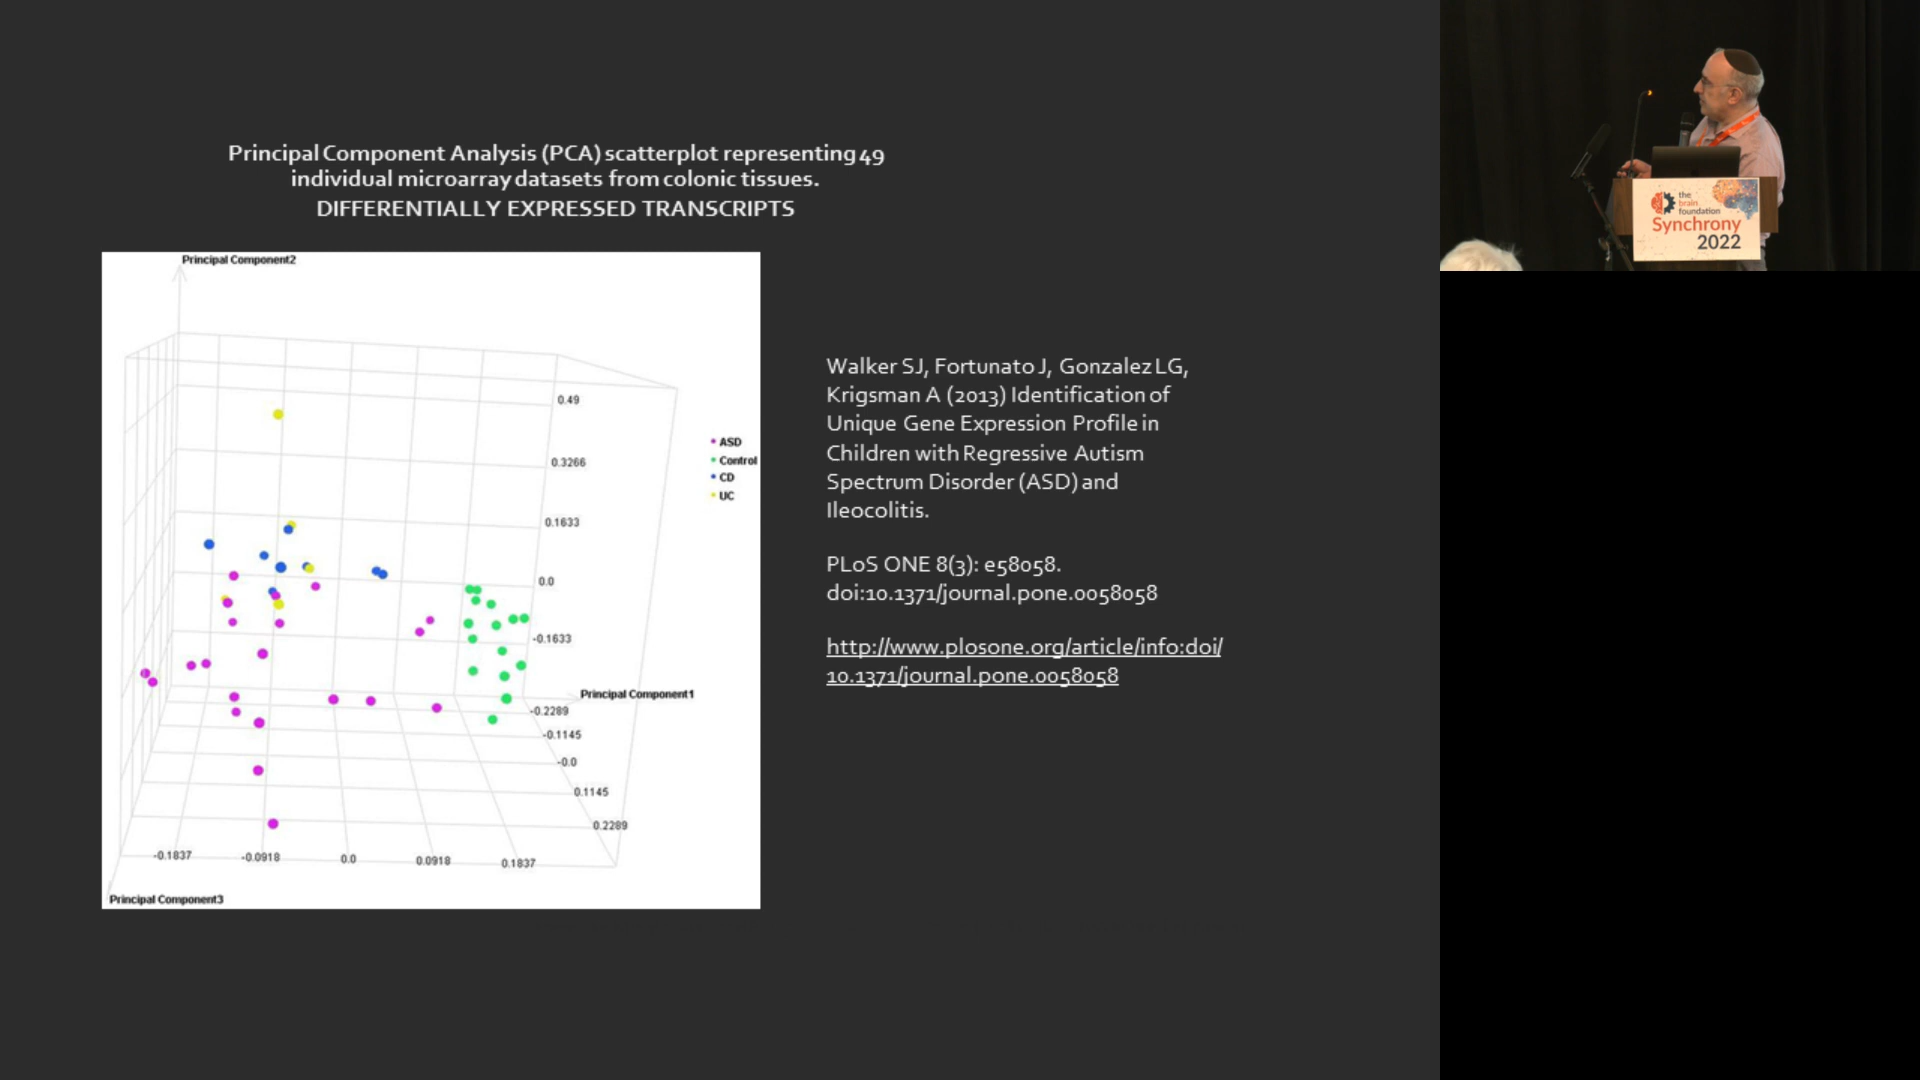 Principal Component Analysis (PCA) scatterplot representing 49
individual microarray datasets from colonic tissues.
DIFFERENTIALLY EXPRESSED TRANSCRIPTS
Principal Component2
0.49
0.3266
0.1633
0.0
-0.1633
Principal Component1
-0.2289
-0.1145
-0.0
0.1145
0.2289
-0.1837
-0.0918
0.0
0.0918
0.1837
Principal Component3
ASD
Control
CD
UC
Walker SJ, Fortunato J, Gonzalez LG,
Krigsman A (2013) Identification of
Unique Gene Expression Profile in
Children with Regressive Autism
Spectrum Disorder (ASD) and
Ileocolitis.
PLoS ONE 8(3): e58058.
doi:10.1371/journal.pone.0058058
http://www.plosone.org/article/info:doi/
10.1371/journal.pone.0058058
the
brain
foundation
Synchrony
2022